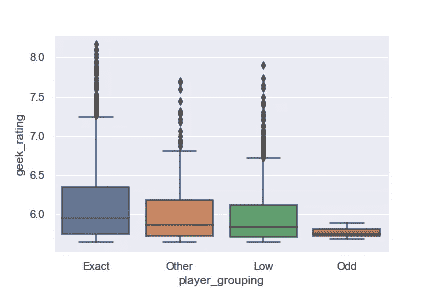 8.0
7.5
7.0
6.5
6.0
geek_rating
Exact Other Low Odd
player_grouping